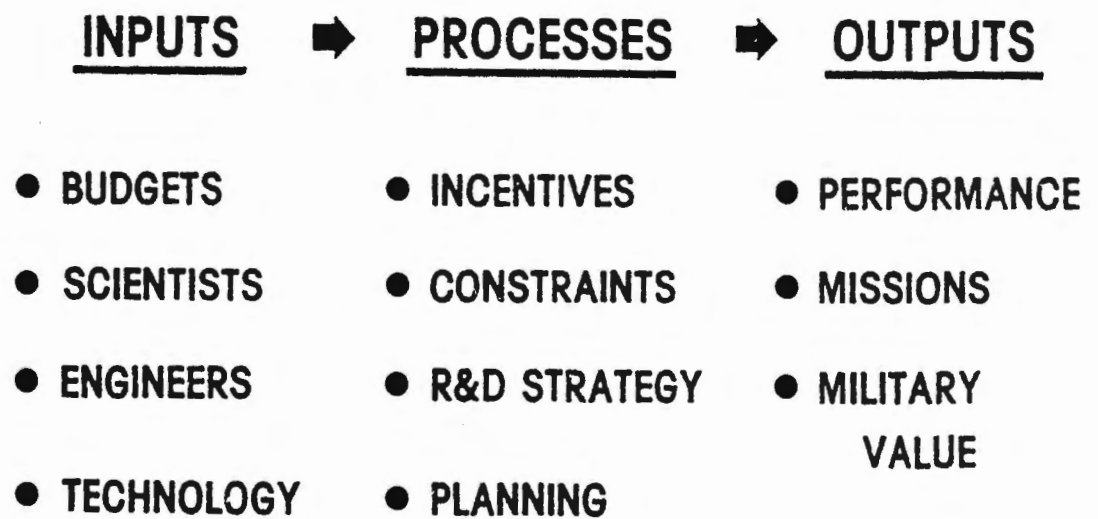 INPUTS ➡ PROCESSES ➡ OUTPUTS
● BUDGETS
● SCIENTISTS
● ENGINEERS
● TECHNOLOGY
● INCENTIVES
● CONSTRAINTS
● R&D STRATEGY
● PLANNING
● PERFORMANCE
● MISSIONS
● MILITARY
VALUE